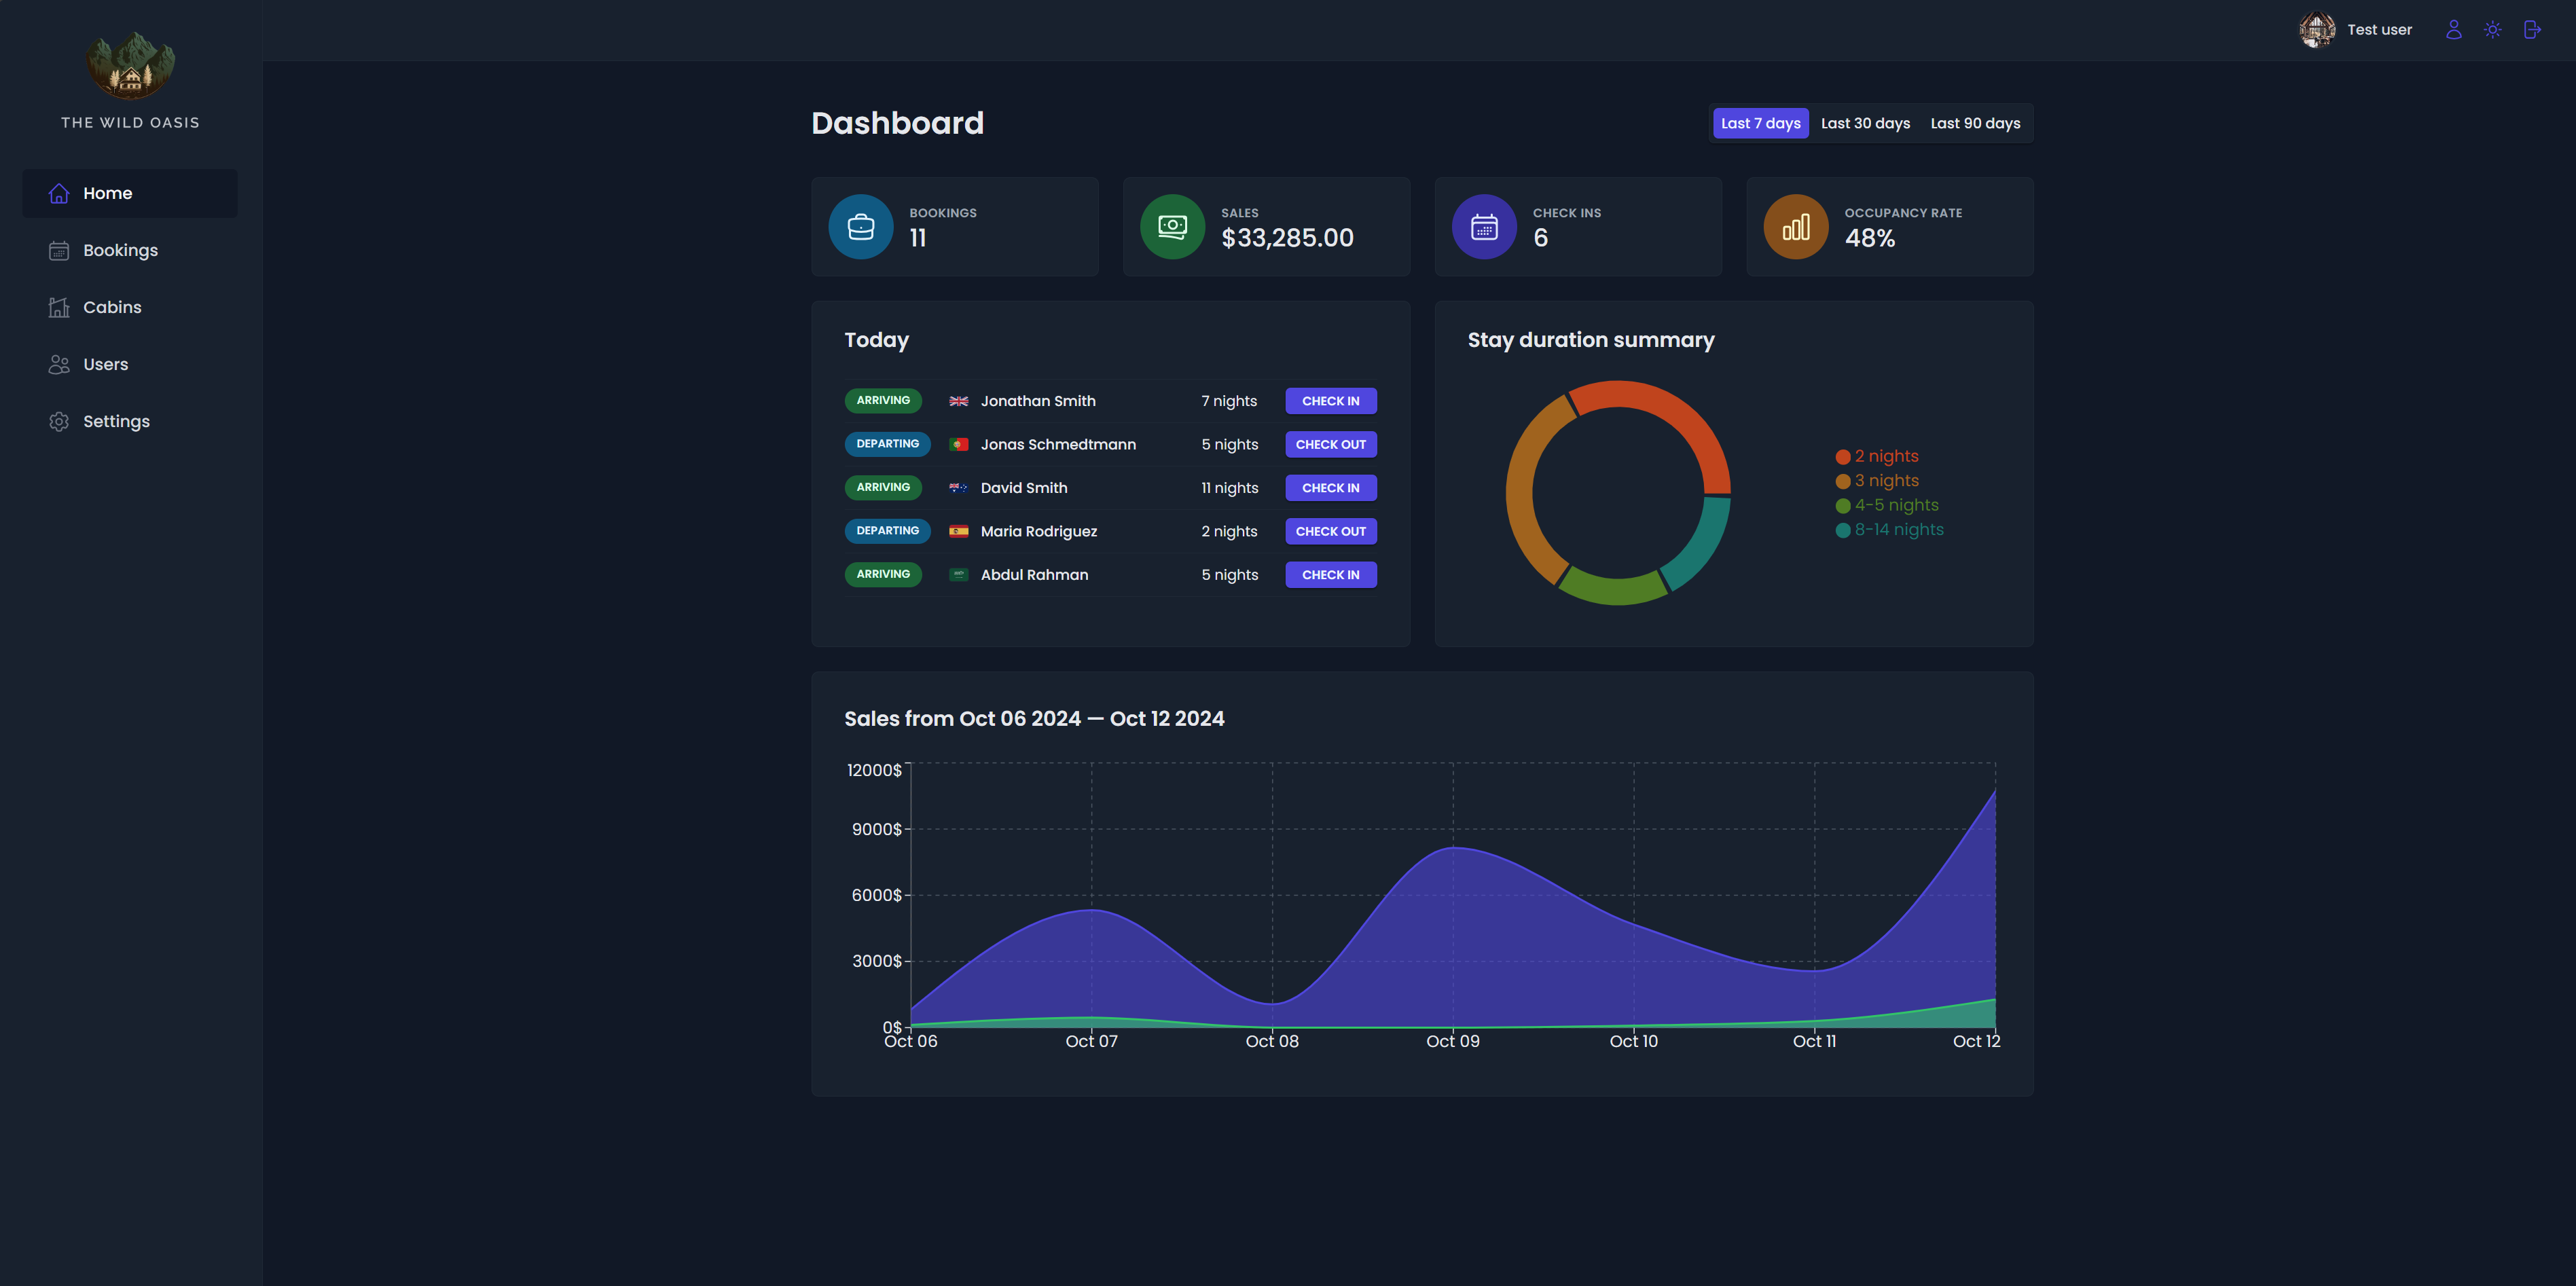 THE WILD OASIS
Home
Bookings
Cabins
Users
Settings
Test user
Dashboard
Last 7 days Last 30 days Last 90 days
BOOKINGS
11
SALES
$33,285.00
CHECK INS
6
OCCUPANCY RATE
48%
Today
ARRIVING Jonathan Smith 7 nights CHECK IN
DEPARTING Jonas Schmedtmann 5 nights CHECK OUT
ARRIVING David Smith 11 nights CHECK IN
DEPARTING Maria Rodriguez 2 nights CHECK OUT
ARRIVING Abdul Rahman 5 nights CHECK IN
Stay duration summary
2 nights
3 nights
4-5 nights
8-14 nights
Sales from Oct 06 2024 — Oct 12 2024
12000$
9000$
6000$
3000$
0$
Oct 06 Oct 07 Oct 08 Oct 09 Oct 10 Oct 11 Oct 12